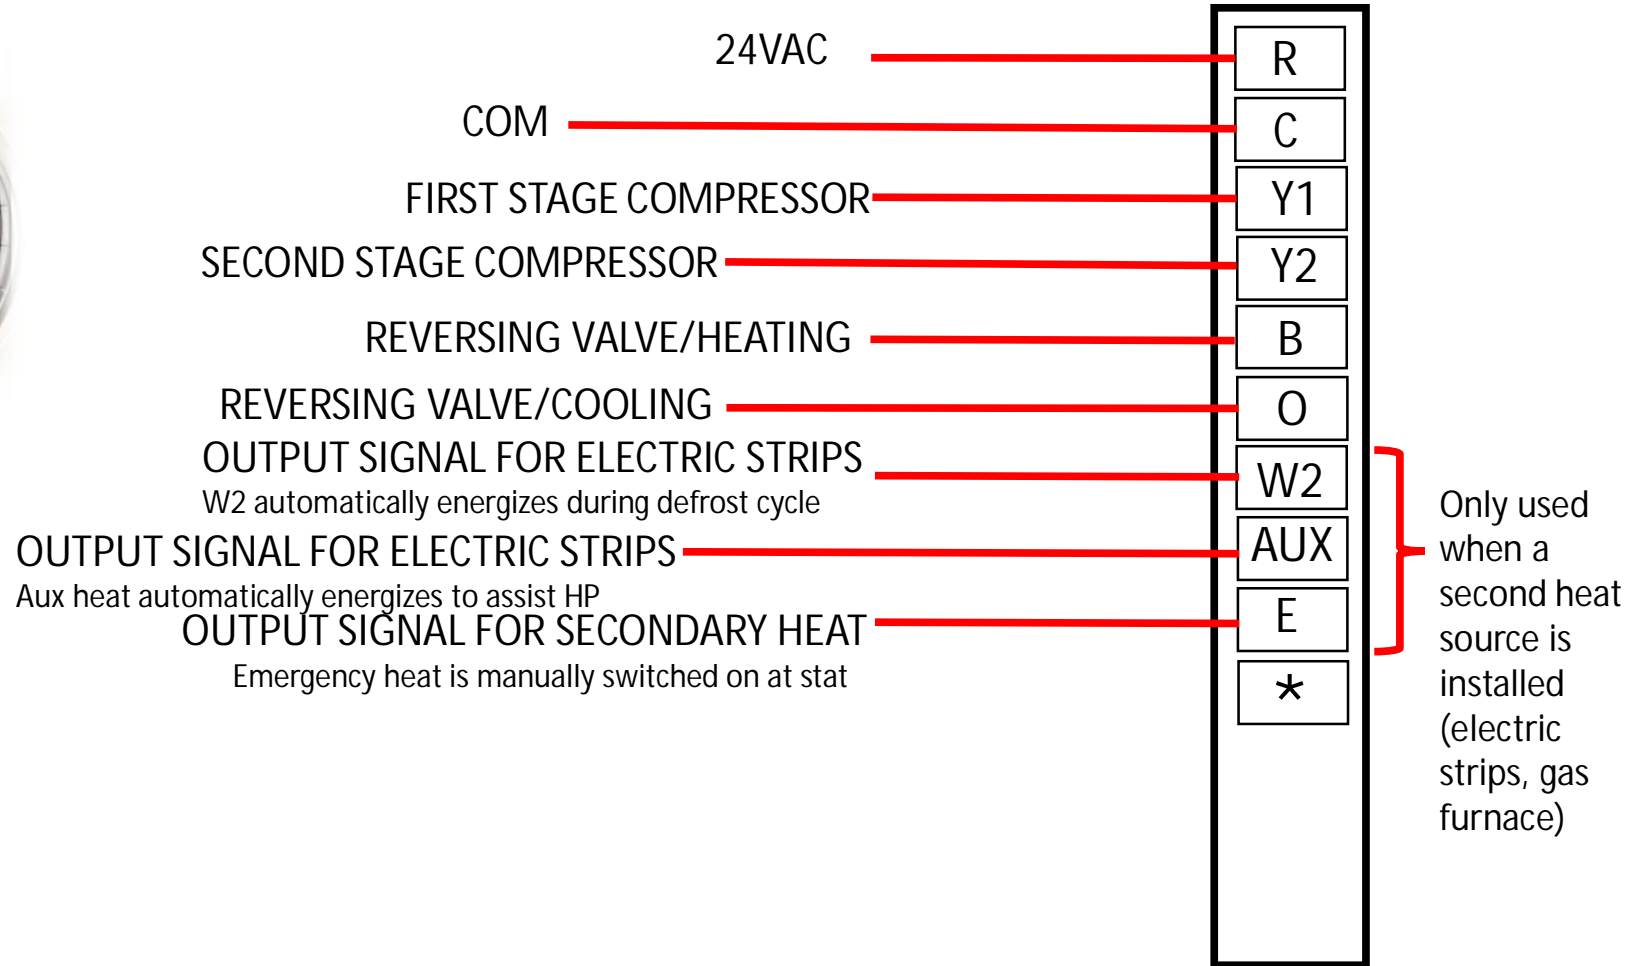 24VAC
R
COM
C
FIRST STAGE COMPRESSOR
Y1
SECOND STAGE COMPRESSOR
Y2
REVERSING VALVE/HEATING
B
REVERSING VALVE/COOLING
O
OUTPUT SIGNAL FOR ELECTRIC STRIPS
W2 automatically energizes during defrost cycle
W2
OUTPUT SIGNAL FOR ELECTRIC STRIPS
Aux heat automatically energizes to assist HP
AUX
OUTPUT SIGNAL FOR SECONDARY HEAT
Emergency heat is manually switched on at stat
E
*
Only used
when a
second heat
source is
installed
(electric
strips, gas
furnace)